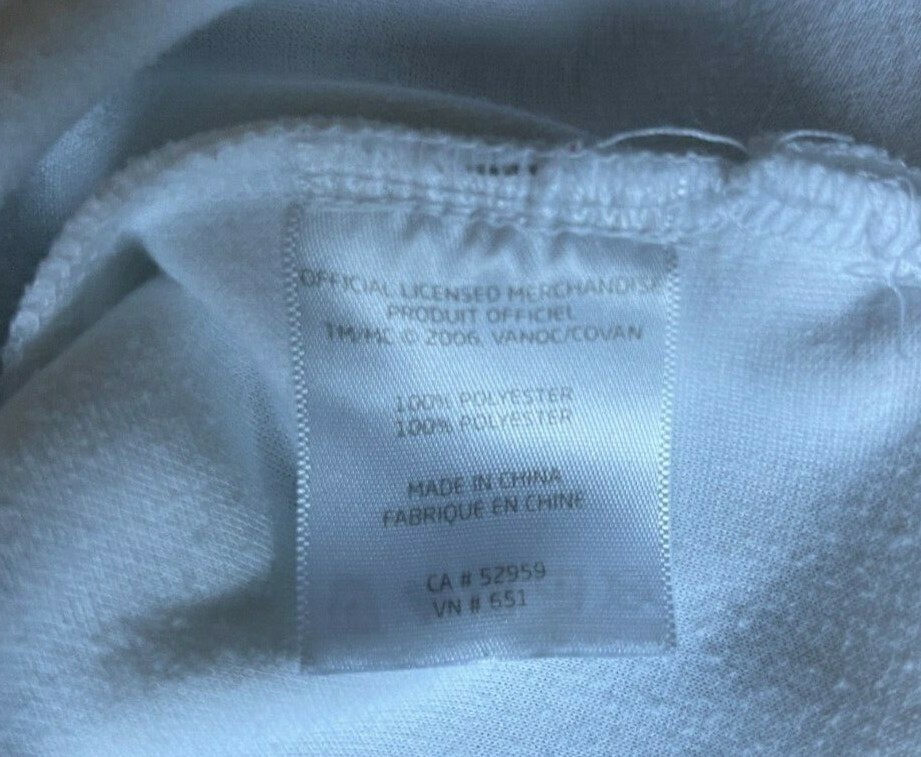 OFFICIAL LICENSED MERCHANDISE
PRODUIT OFFICIEL
TM/MC © 2006, VANOC/COVAN
100% POLYESTER
100% POLYESTER
MADE IN CHINA
FABRIQUE EN CHINE
CA # 52959
VN # 651